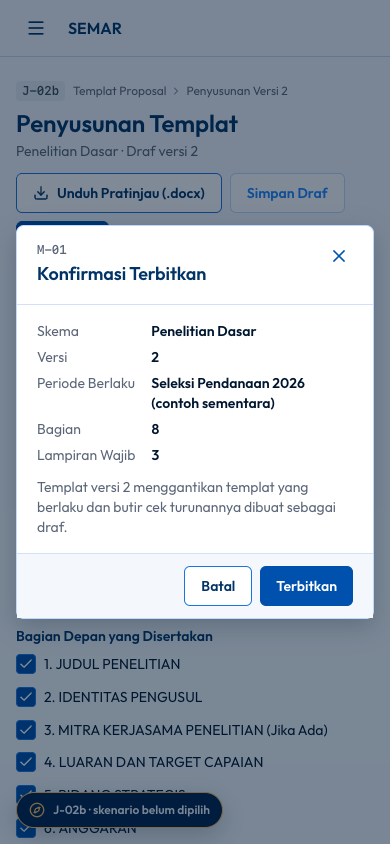 SEMAR
J-02b Templat Proposal > Penyusunan Versi 2
Penyusunan Templat
Penelitian Dasar · Draf versi 2
Unduh Pratinjau (.docx) Simpan Draf
M-01
Konfirmasi Terbitkan
Skema Penelitian Dasar
Versi 2
Periode Berlaku Seleksi Pendanaan 2026
(contoh sementara)
Bagian 8
Lampiran Wajib 3
Templat versi 2 menggantikan templat yang
berlaku dan butir cek turunannya dibuat sebagai
draf.
Batal Terbitkan
Bagian Depan yang Disertakan
1. JUDUL PENELITIAN
2. IDENTITAS PENGUSUL
3. MITRA KERJASAMA PENELITIAN (Jika Ada)
4. LUARAN DAN TARGET CAPAIAN
5. BIDANG STRATEGIS
J-02b · skenario belum dipilih
6. ANGGARAN